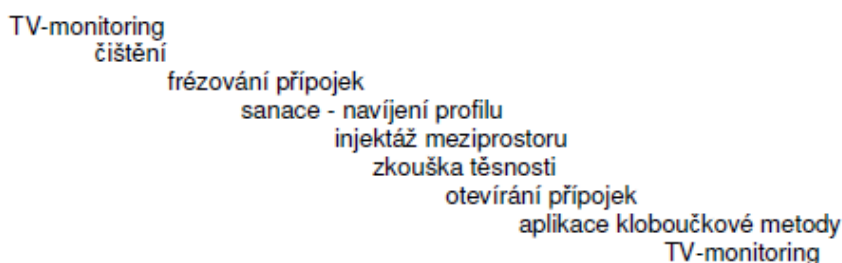 TV-monitoring
čištění
frézování přípojek
sanace - navíjení profilu
injektáž meziprostoru
zkouška těsnosti
otevírání přípojek
aplikace kloboučkové metody
TV-monitoring